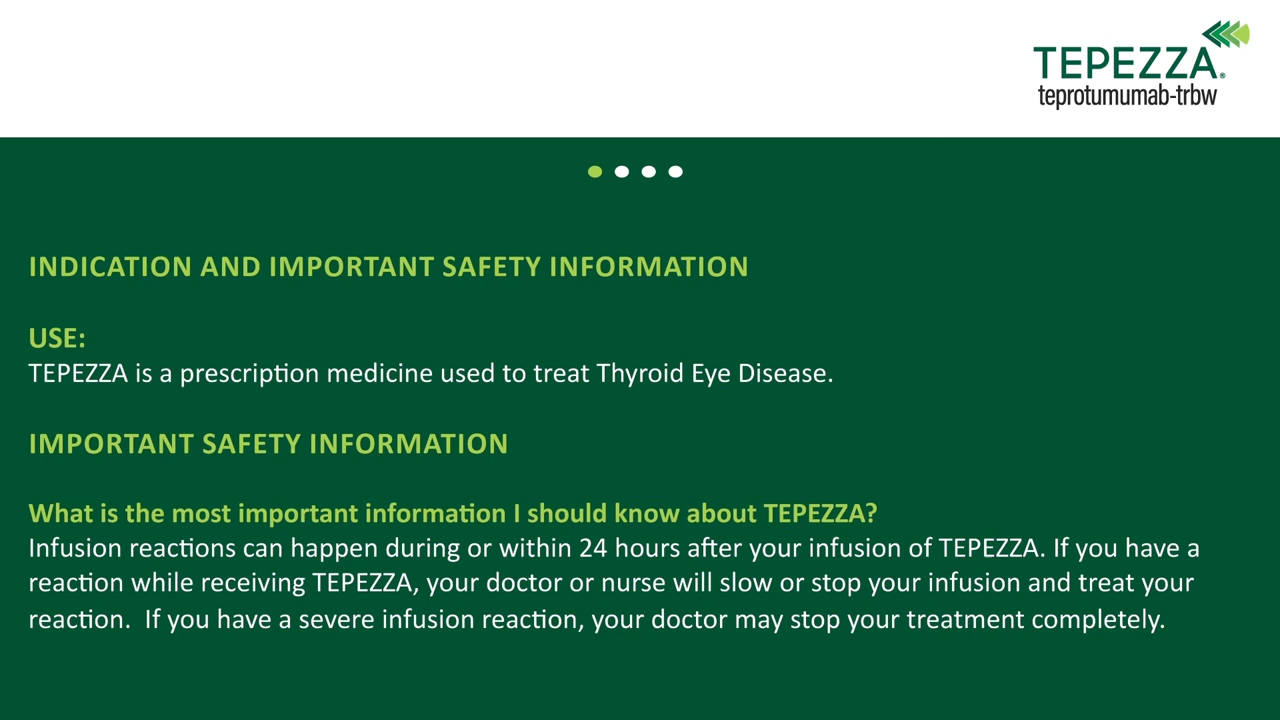 TEPEZZA®
teprotumumab-trbw
INDICATION AND IMPORTANT SAFETY INFORMATION
USE:
TEPEZZA is a prescription medicine used to treat Thyroid Eye Disease.
IMPORTANT SAFETY INFORMATION
What is the most important information I should know about TEPEZZA?
Infusion reactions can happen during or within 24 hours after your infusion of TEPEZZA. If you have a
reaction while receiving TEPEZZA, your doctor or nurse will slow or stop your infusion and treat your
reaction.  If you have a severe infusion reaction, your doctor may stop your treatment completely.